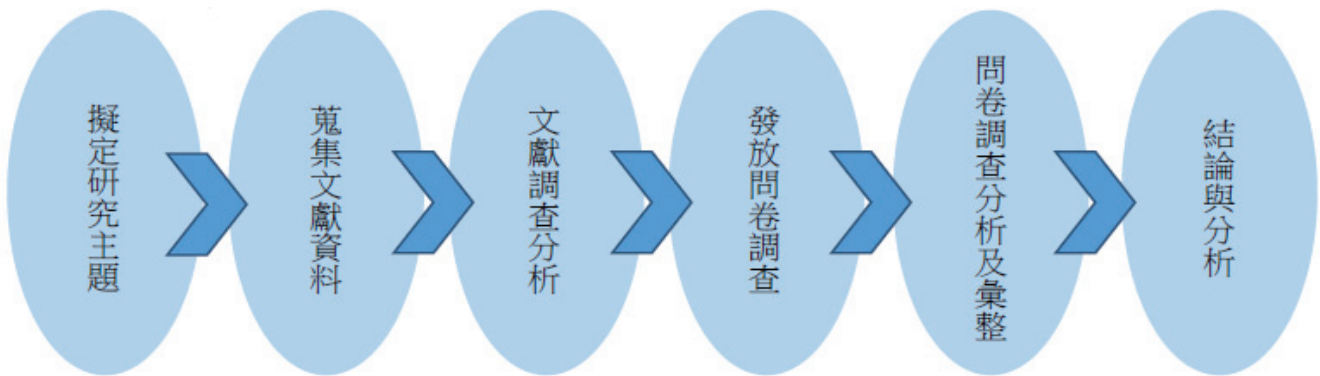 擬定研究主題
蒐集文獻資料
文獻調查分析
發放問卷調查
問卷調查分析及彙整
結論與分析